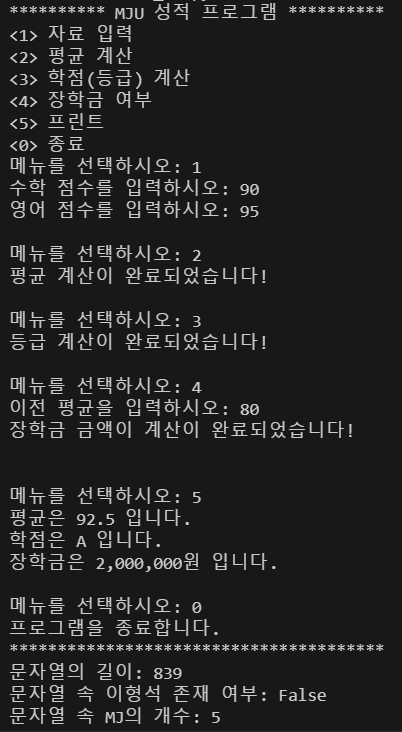 ********** MJU 성적 프로그램 **********
<1> 자료 입력
<2> 평균 계산
<3> 학점(등급) 계산
<4> 장학금 여부
<5> 프린트
<0> 종료
메뉴를 선택하시오: 1
수학 점수를 입력하시오: 90
영어 점수를 입력하시오: 95
메뉴를 선택하시오: 2
평균 계산이 완료되었습니다!
메뉴를 선택하시오: 3
등급 계산이 완료되었습니다!
메뉴를 선택하시오: 4
이전 평균을 입력하시오: 80
장학금 금액이 계산이 완료되었습니다!
메뉴를 선택하시오: 5
평균은 92.5 입니다.
학점은 A 입니다.
장학금은 2,000,000원 입니다.
메뉴를 선택하시오: 0
프로그램을 종료합니다.
***************************************
문자열의 길이: 839
문자열 속 이형석 존재 여부: False
문자열 속 MJ의 개수: 5